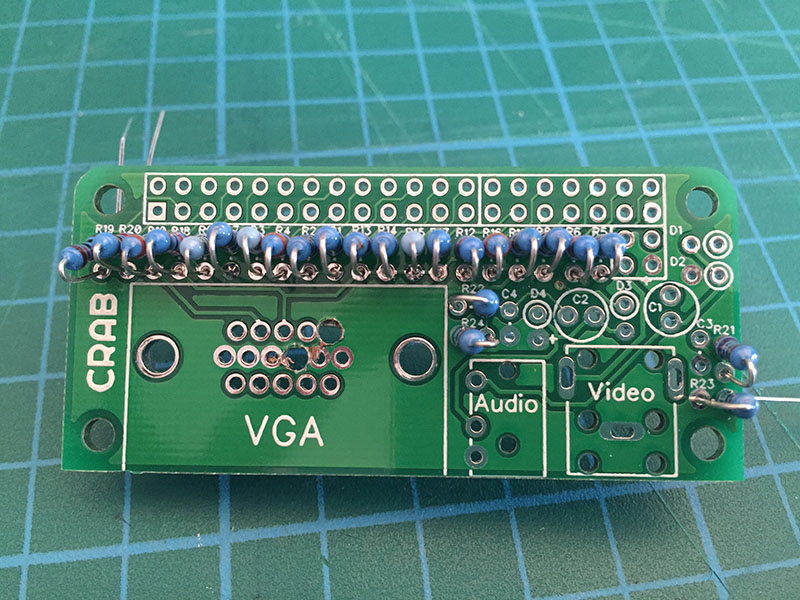 R19 R20 R18 R4 R13 R14 R15 R12 R16 R6 R5 D1
D2
R22 C4 D4 C2 D3 C1
R24 + C3 R21
CRAB
R23
Audio Video
VGA